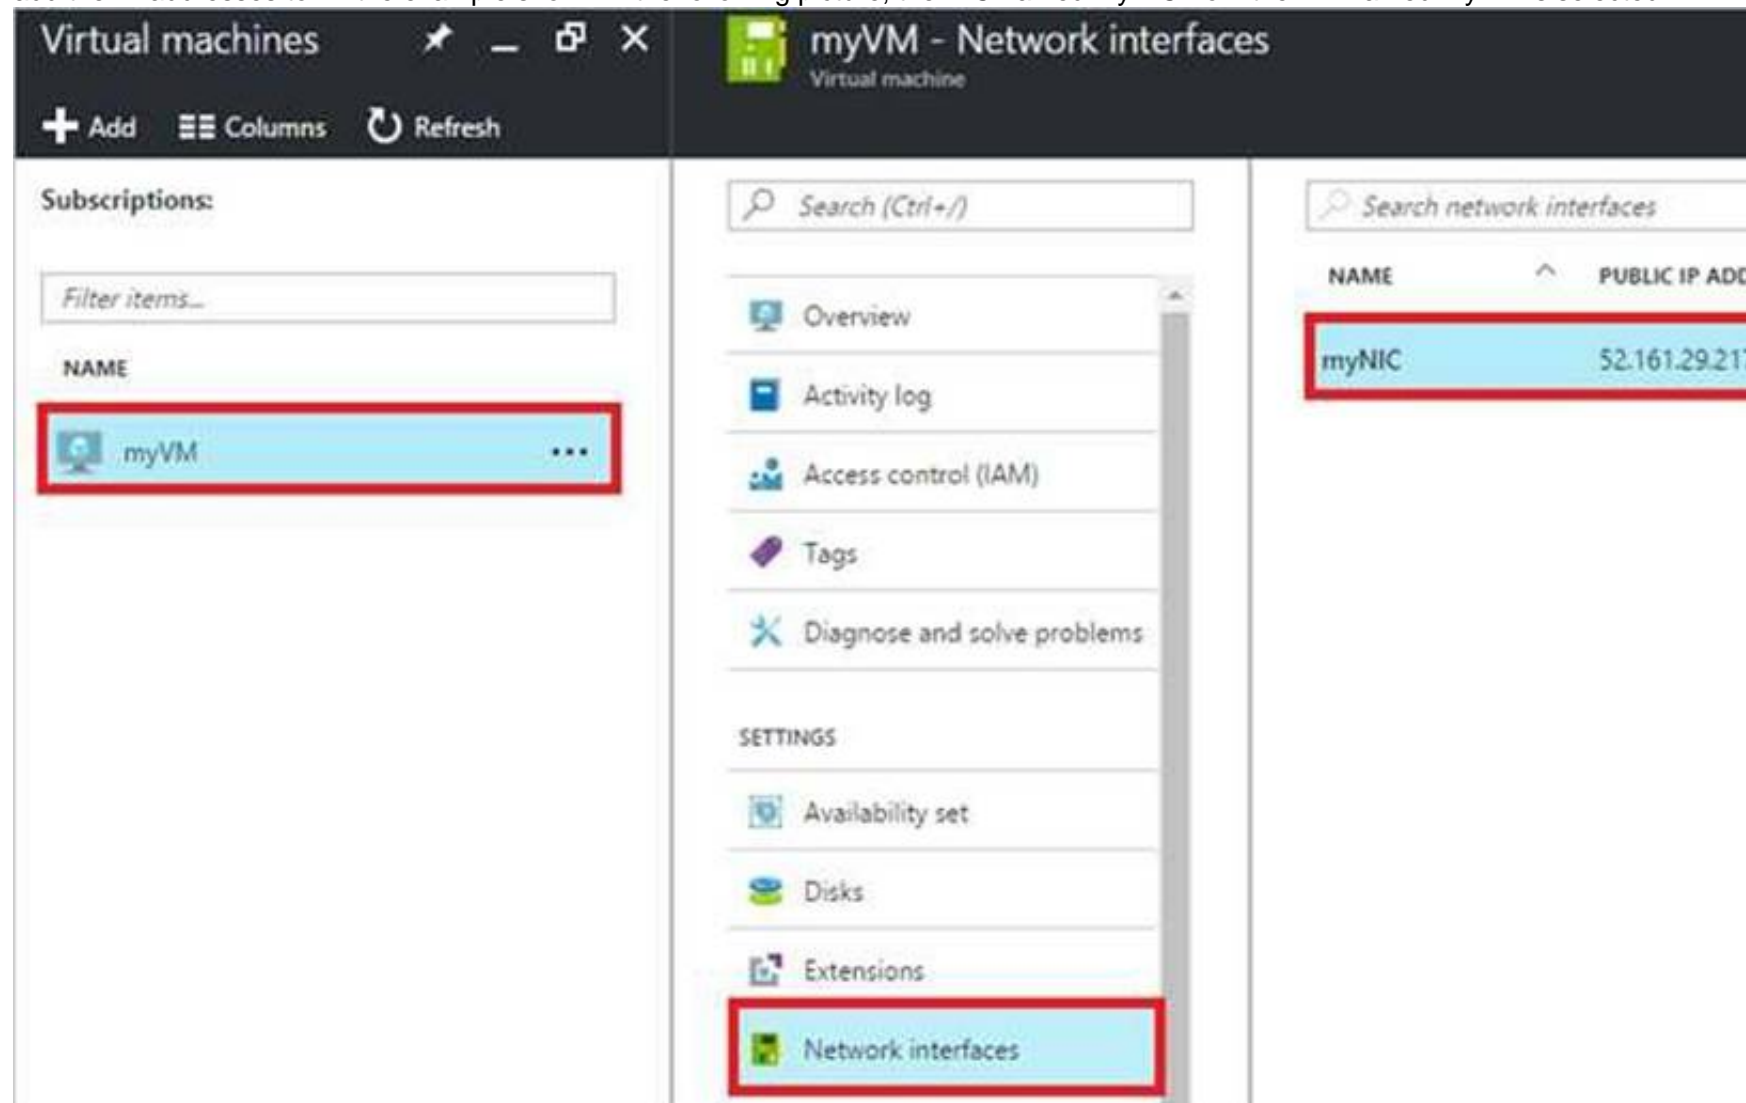 Virtual machines
Add Columns Refresh
Subscriptions:
Filter items...
NAME
myVM ...
myVM - Network interfaces
Virtual machine
Search (Ctrl+/)
Overview
Activity log
Access control (IAM)
Tags
Diagnose and solve problems
SETTINGS
Availability set
Disks
Extensions
Network interfaces
Search network interfaces
NAME PUBLIC IP ADD
myNIC 52.161.29.217